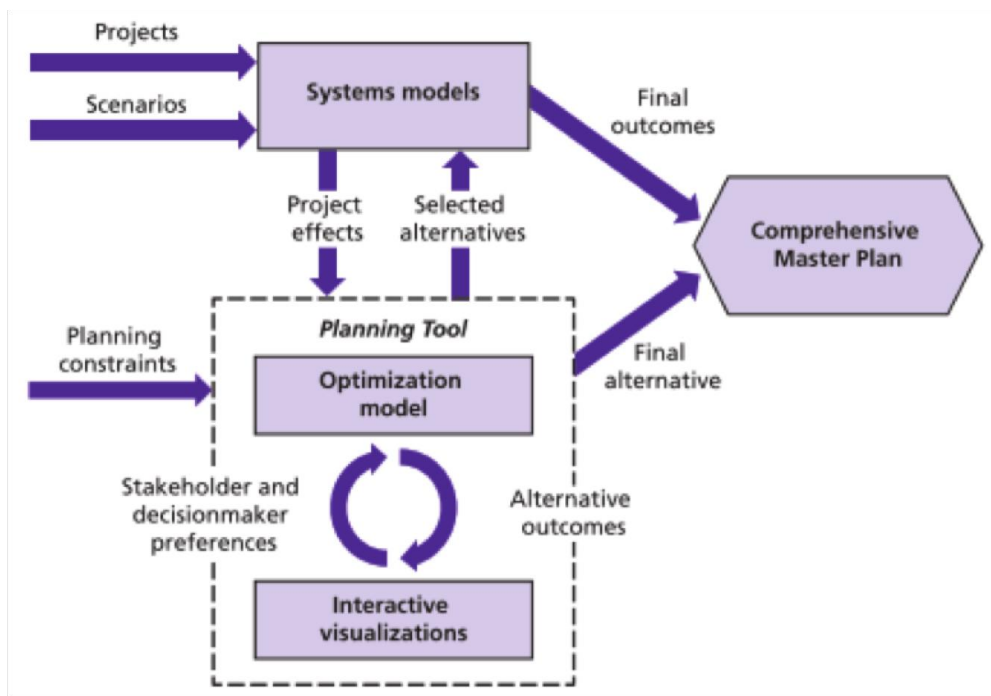 Projects
Scenarios
Systems models
Final
outcomes
Project
effects
Selected
alternatives
Comprehensive
Master Plan
Planning Tool
Planning
constraints
Optimization
model
Final
alternative
Stakeholder and
decisionmaker
preferences
Alternative
outcomes
Interactive
visualizations